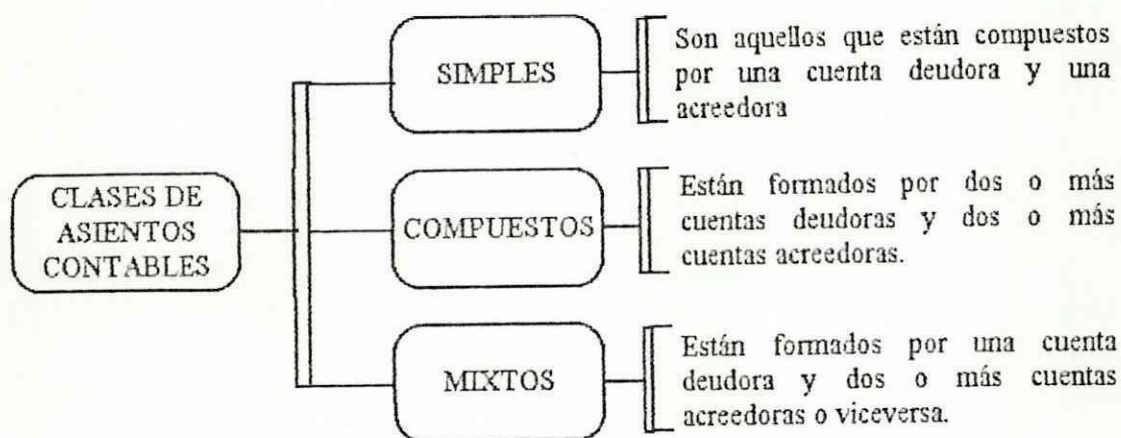 CLASES DE
ASIENTOS
CONTABLES
SIMPLES
Son aquellos que están compuestos
por una cuenta deudora y una
acreedora
COMPUESTOS
Están formados por dos o más
cuentas deudoras y dos o más
cuentas acreedoras.
MIXTOS
Están formados por una cuenta
deudora y dos o más cuentas
acreedoras o viceversa.